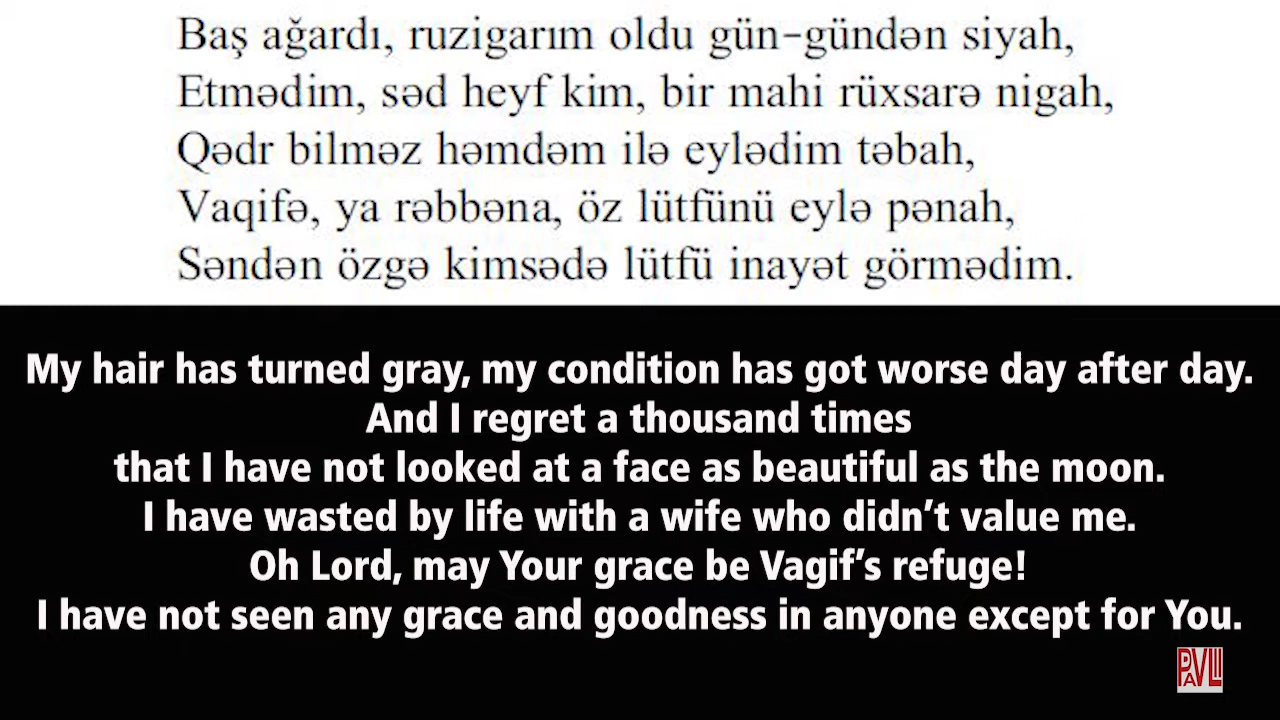 Baş ağardı, ruzigarım oldu gün-gündən siyah,
Etmədim, səd heyf kim, bir mahi rüxsarə nigah,
Qədr bilməz həmdəm ilə eylədim təbah,
Vaqifə, ya rəbbəna, öz lütfünü eylə pənah,
Səndən özgə kimsədə lütfü inayət görmədim.
My hair has turned gray, my condition has got worse day after day.
And I regret a thousand times
that I have not looked at a face as beautiful as the moon.
I have wasted by life with a wife who didn't value me.
Oh Lord, may Your grace be Vagif's refuge!
I have not seen any grace and goodness in anyone except for You.